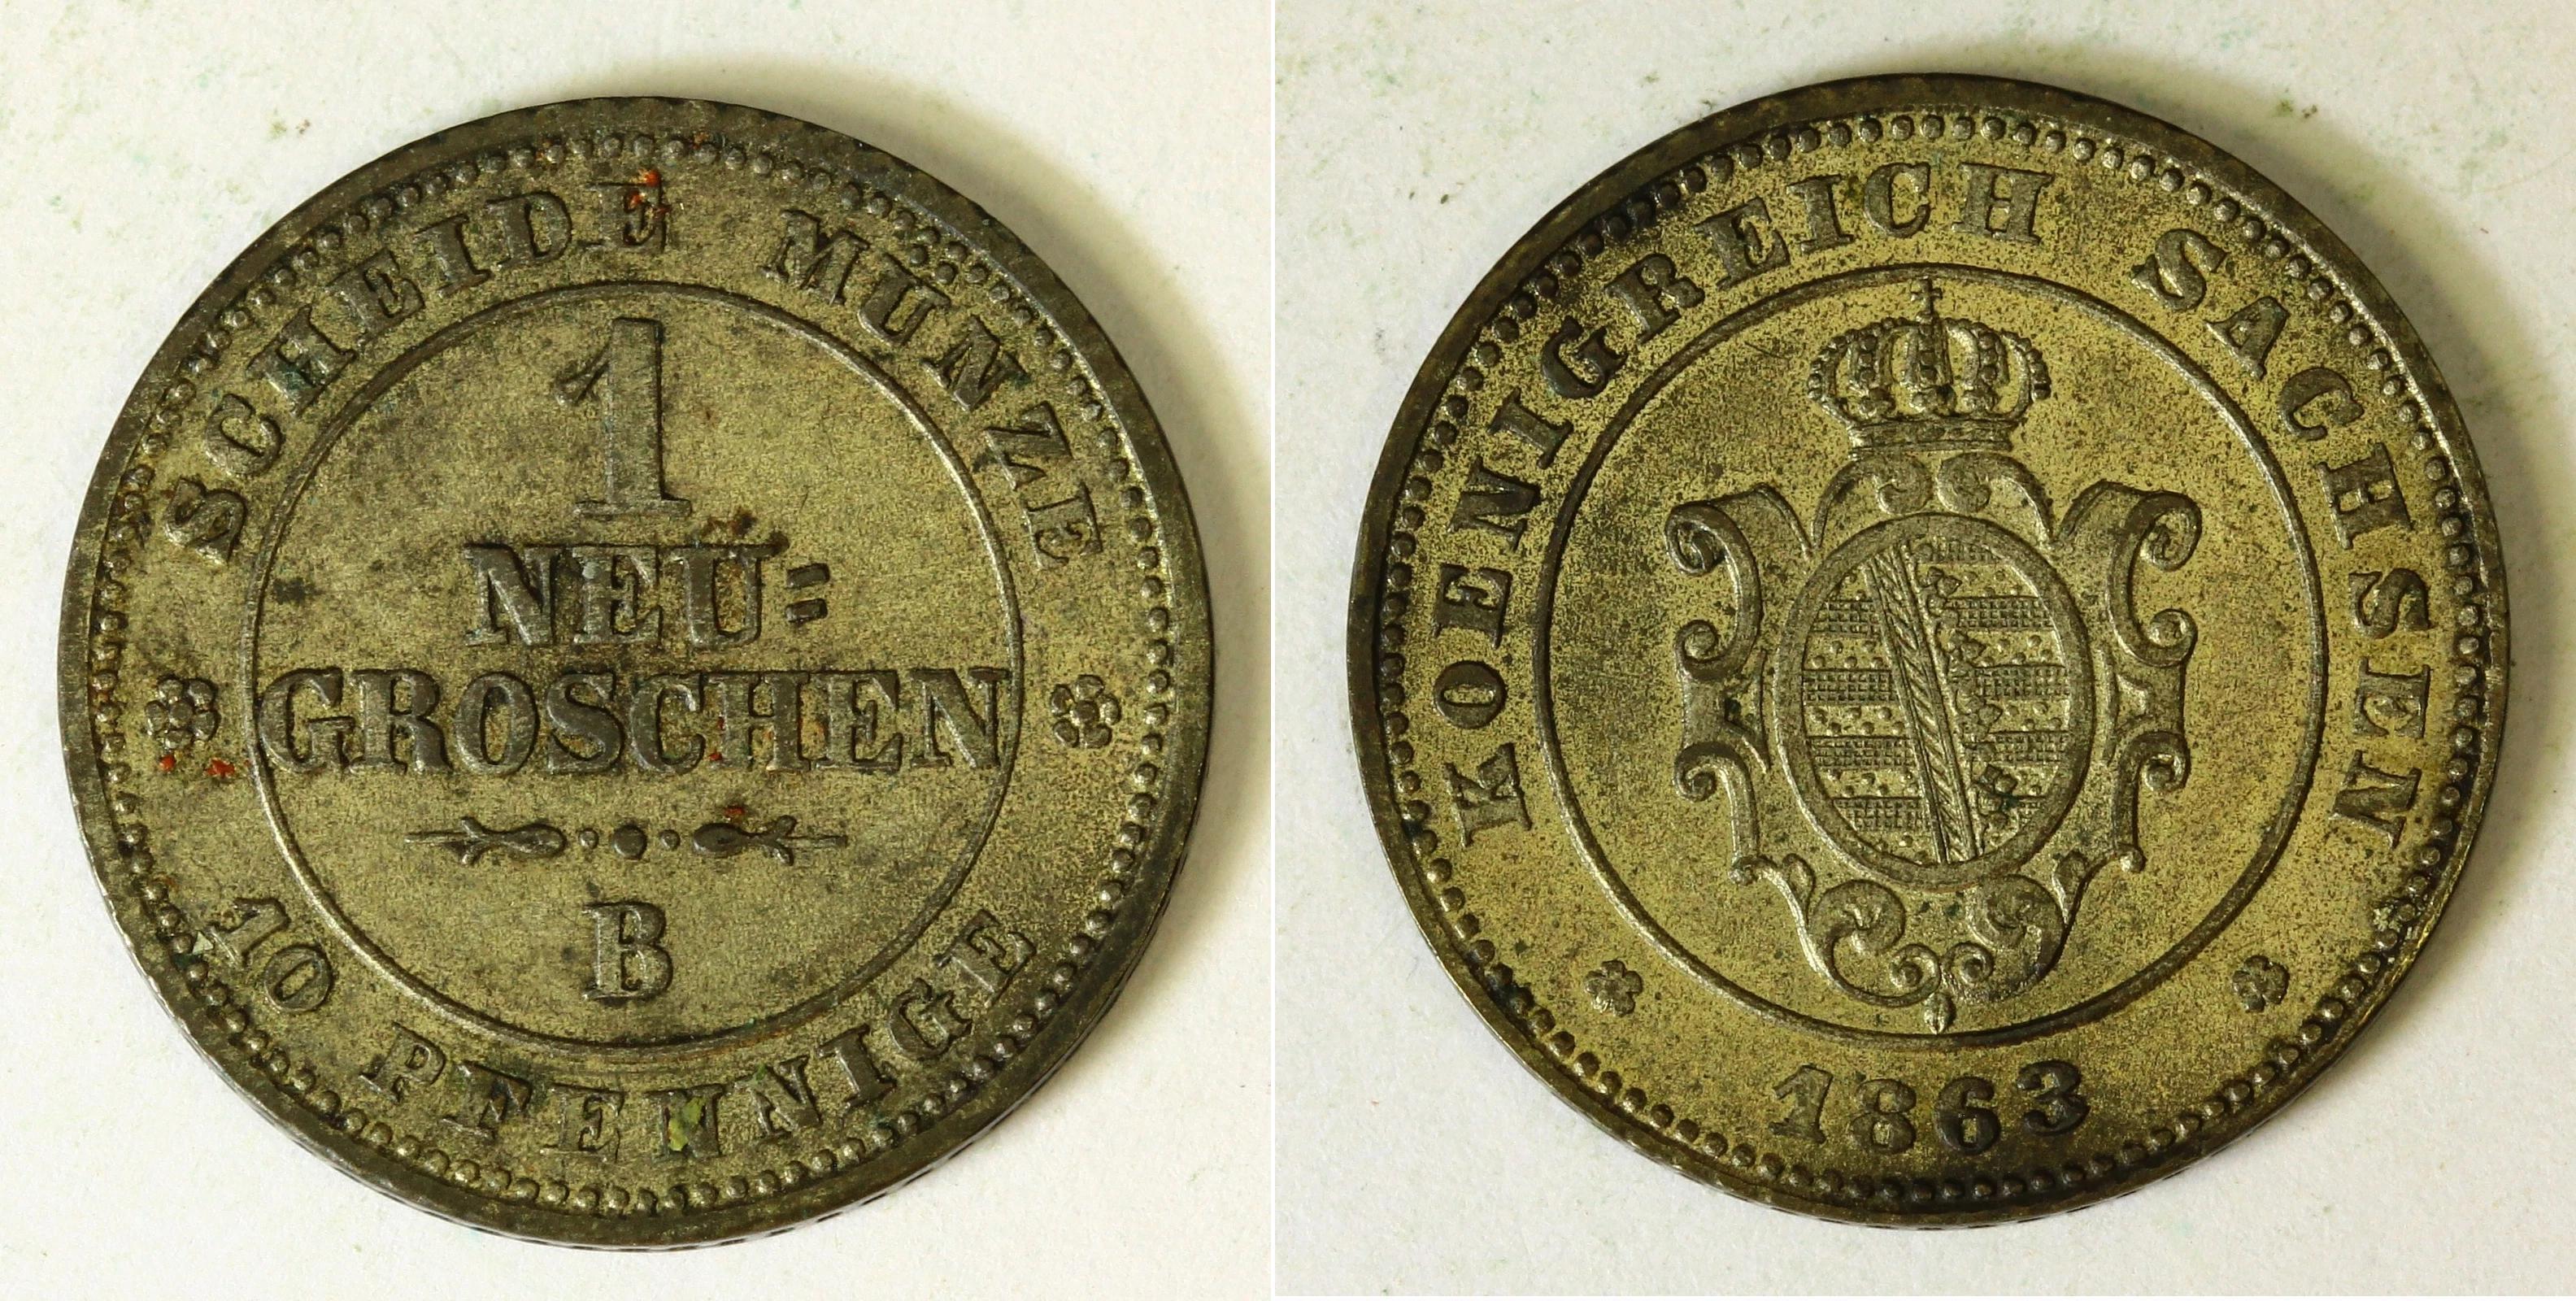 SCHEIDE MÜNZE
1
NEU=
GROSCHEN
B
10 PFENNIGE
KOENIGREICH SACHSEN
1863